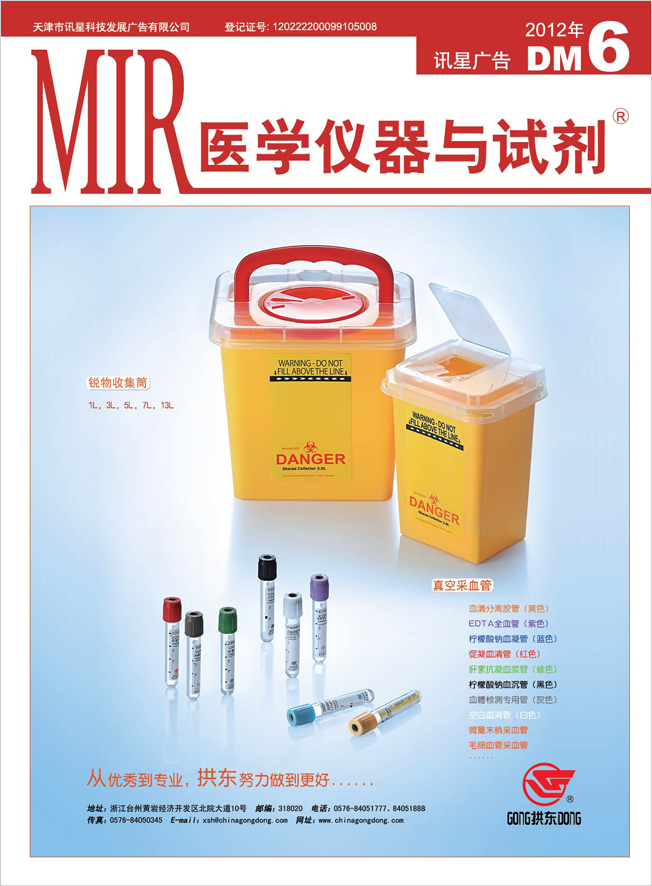 天津市讯星科技发展广告有限公司 登记证号: 120222200099105008
2012年
讯星广告 DM 6
MIR 医学仪器与试剂®
WARNING - DO NOT
FILL ABOVE THE LINE
锐物收集筒
1L, 3L, 5L, 7L, 13L
DANGER
Sharps Collector 3.0L
WARNING - DO NOT
FILL ABOVE THE LINE
DANGER
真空采血管
血清分离胶管（黄色）
EDTA全血管（紫色）
柠檬酸钠血凝管（蓝色）
促凝血清管（红色）
肝素抗凝血浆管（绿色）
柠檬酸钠血沉管（黑色）
血糖检测专用管（灰色）
空白血清管（白色）
微量末梢采血管
毛细血管采血管
······
从优秀到专业，拱东努力做到更好......
地址：浙江台州黄岩经济开发区北院大道10号 邮编：318020 电话：0576-84051777、84051888
传真：0576-84050345 E-mail：xsh@chinagongdong.com 网址：www.chinagongdong.com
®
GONG拱东DONG